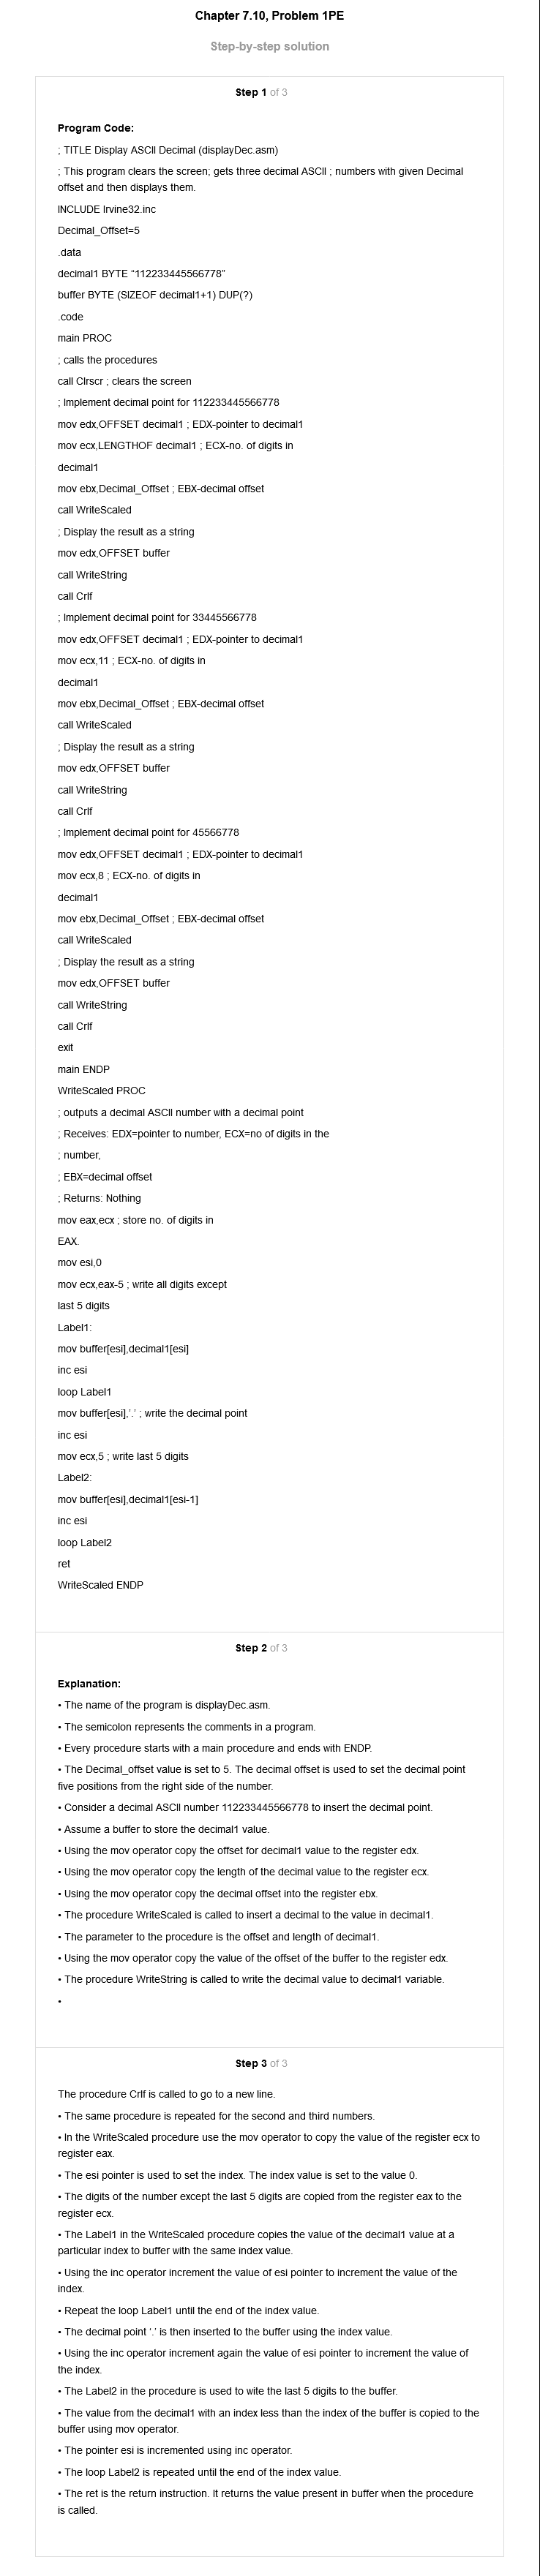 Chapter 7.10, Problem 1PE
Step-by-step solution
Step 1 of 3
Program Code:
; TITLE Display ASCII Decimal (displayDec.asm)
; This program clears the screen; gets three decimal ASCII ; numbers with given Decimal
offset and then displays them.
INCLUDE Irvine32.inc
Decimal_Offset=5
.data
decimal1 BYTE “112233445566778”
buffer BYTE (SIZEOF decimal1+1) DUP(?)
.code
main PROC
; calls the procedures
call Clrscr ; clears the screen
; Implement decimal point for 112233445566778
mov edx,OFFSET decimal1 ; EDX-pointer to decimal1
mov ecx,LENGTHOF decimal1 ; ECX-no. of digits in
decimal1
mov ebx,Decimal_Offset ; EBX-decimal offset
call WriteScaled
; Display the result as a string
mov edx,OFFSET buffer
call WriteString
call Crlf
; Implement decimal point for 33445566778
mov edx,OFFSET decimal1 ; EDX-pointer to decimal1
mov ecx,11 ; ECX-no. of digits in
decimal1
mov ebx,Decimal_Offset ; EBX-decimal offset
call WriteScaled
; Display the result as a string
mov edx,OFFSET buffer
call WriteString
call Crlf
; Implement decimal point for 45566778
mov edx,OFFSET decimal1 ; EDX-pointer to decimal1
mov ecx,8 ; ECX-no. of digits in
decimal1
mov ebx,Decimal_Offset ; EBX-decimal offset
call WriteScaled
; Display the result as a string
mov edx,OFFSET buffer
call WriteString
call Crlf
exit
main ENDP
WriteScaled PROC
; outputs a decimal ASCII number with a decimal point
; Receives: EDX=pointer to number, ECX=no of digits in the
; number,
; EBX=decimal offset
; Returns: Nothing
mov eax,ecx ; store no. of digits in
EAX.
mov esi,0
mov ecx,eax-5 ; write all digits except
last 5 digits
Label1:
mov buffer[esi],decimal1[esi]
inc esi
loop Label1
mov buffer[esi],’.’ ; write the decimal point
inc esi
mov ecx,5 ; write last 5 digits
Label2:
mov buffer[esi],decimal1[esi-1]
inc esi
loop Label2
ret
WriteScaled ENDP
Step 2 of 3
Explanation:
• The name of the program is displayDec.asm.
• The semicolon represents the comments in a program.
• Every procedure starts with a main procedure and ends with ENDP.
• The Decimal_offset value is set to 5. The decimal offset is used to set the decimal point
five positions from the right side of the number.
• Consider a decimal ASCII number 112233445566778 to insert the decimal point.
• Assume a buffer to store the decimal1 value.
• Using the mov operator copy the offset for decimal1 value to the register edx.
• Using the mov operator copy the length of the decimal value to the register ecx.
• Using the mov operator copy the decimal offset into the register ebx.
• The procedure WriteScaled is called to insert a decimal to the value in decimal1.
• The parameter to the procedure is the offset and length of decimal1.
• Using the mov operator copy the value of the offset of the buffer to the register edx.
• The procedure WriteString is called to write the decimal value to decimal1 variable.
•
Step 3 of 3
The procedure Crlf is called to go to a new line.
• The same procedure is repeated for the second and third numbers.
• In the WriteScaled procedure use the mov operator to copy the value of the register ecx to
register eax.
• The esi pointer is used to set the index. The index value is set to the value 0.
• The digits of the number except the last 5 digits are copied from the register eax to the
register ecx.
• The Label1 in the WriteScaled procedure copies the value of the decimal1 value at a
particular index to buffer with the same index value.
• Using the inc operator increment the value of esi pointer to increment the value of the
index.
• Repeat the loop Label1 until the end of the index value.
• The decimal point ‘.’ is then inserted to the buffer using the index value.
• Using the inc operator increment again the value of esi pointer to increment the value of
the index.
• The Label2 in the procedure is used to wite the last 5 digits to the buffer.
• The value from the decimal1 with an index less than the index of the buffer is copied to the
buffer using mov operator.
• The pointer esi is incremented using inc operator.
• The loop Label2 is repeated until the end of the index value.
• The ret is the return instruction. It returns the value present in buffer when the procedure
is called.